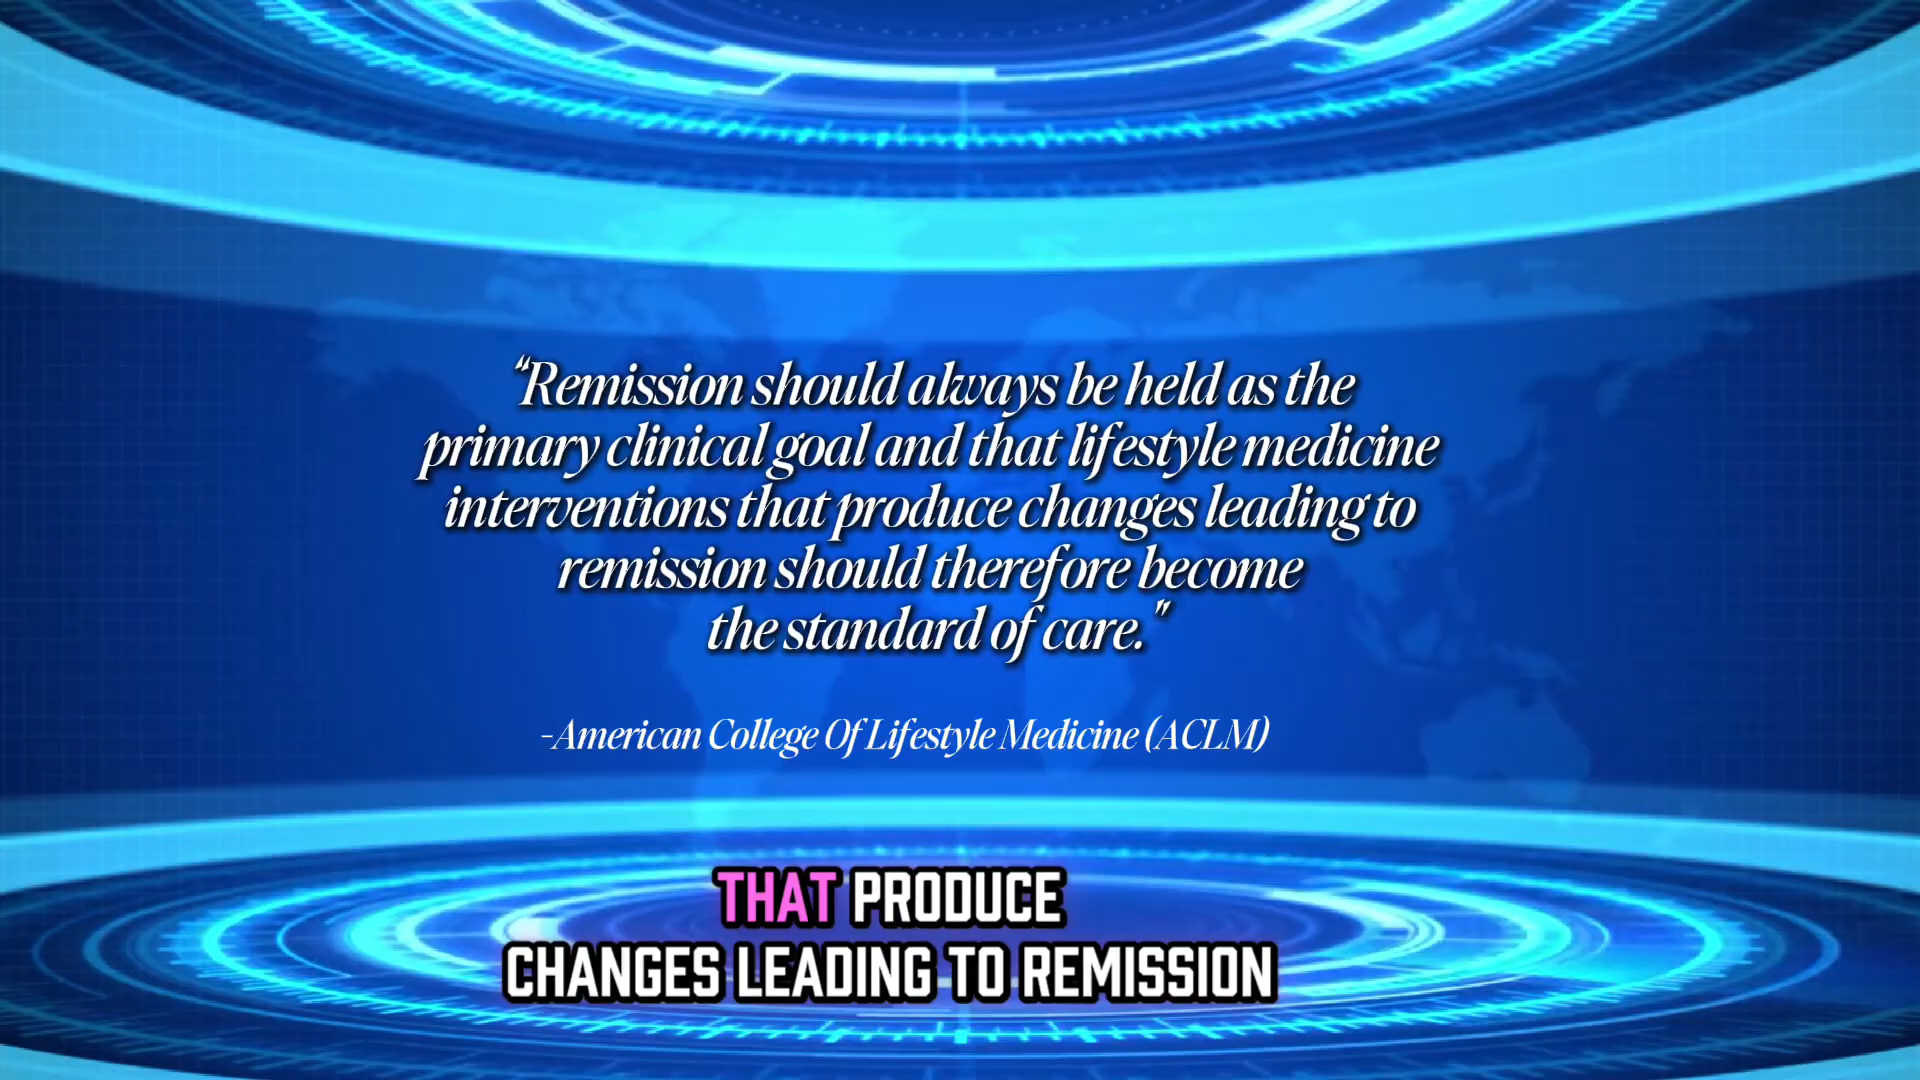 “Remission should always be held as the
primary clinical goal and that lifestyle medicine
interventions that produce changes leading to
remission should therefore become
the standard of care."
-American College Of Lifestyle Medicine (ACLM)
THAT PRODUCE
CHANGES LEADING TO REMISSION